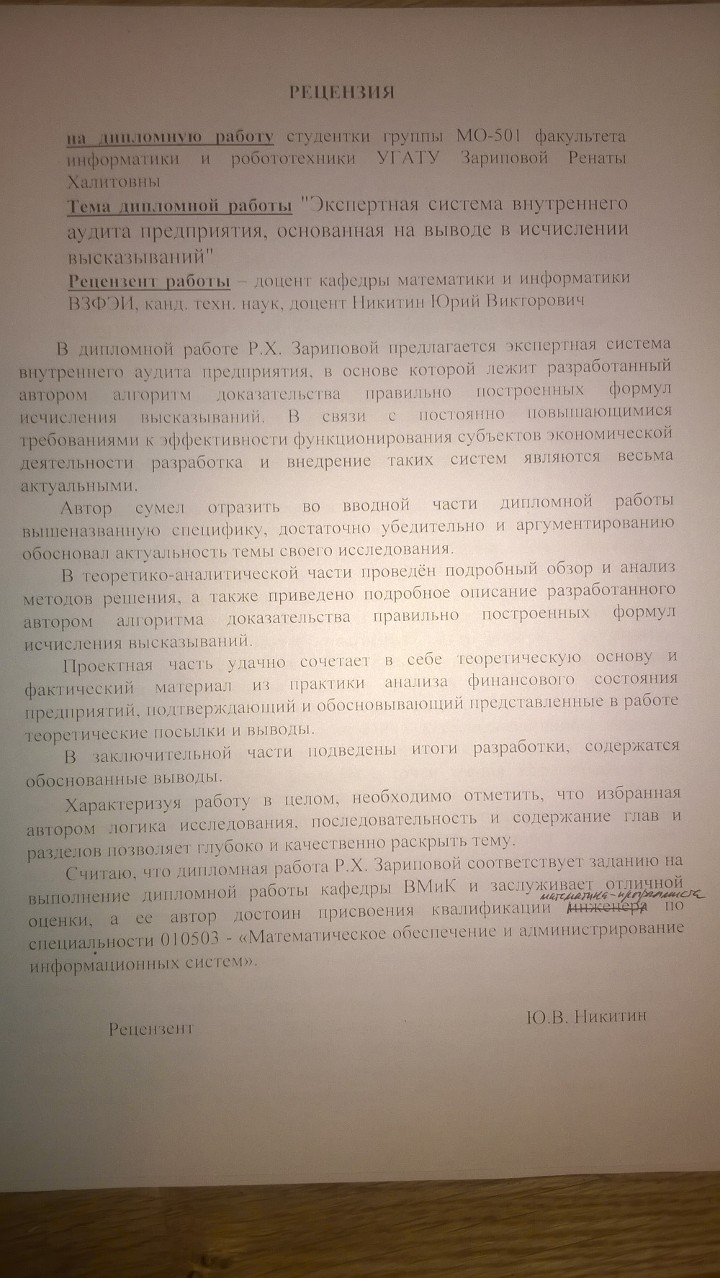 РЕЦЕНЗИЯ
на дипломную работу студентки группы МО-501 факультета
информатики и робототехники УГАТУ Зариповой Ренаты
Халитовны
Тема дипломной работы "Экспертная система внутреннего
аудита предприятия, основанная на выводе в исчислении
высказываний"
Рецензент работы – доцент кафедры математики и информатики
ВЗФЭИ, канд. техн. наук, доцент Никитин Юрий Викторович
В дипломной работе Р.Х. Зариповой предлагается экспертная система
внутреннего аудита предприятия, в основе которой лежит разработанный
автором алгоритм доказательства правильно построенных формул
исчисления высказываний. В связи с постоянно повышающимися
требованиями к эффективности функционирования субъектов экономической
деятельности разработка и внедрение таких систем являются весьма
актуальными.
Автор сумел отразить во вводной части дипломной работы
вышеназванную специфику, достаточно убедительно и аргументированию
обосновал актуальность темы своего исследования.
В теоретико-аналитической части проведён подробный обзор и анализ
методов решения, а также приведено подробное описание разработанного
автором алгоритма доказательства правильно построенных формул
исчисления высказываний.
Проектная часть удачно сочетает в себе теоретическую основу и
фактический материал из практики анализа финансового состояния
предприятий, подтверждающий и обосновывающий представленные в работе
теоретические посылки и выводы.
В заключительной части подведены итоги разработки, содержатся
обоснованные выводы.
Характеризуя работу в целом, необходимо отметить, что избранная
автором логика исследования, последовательность и содержание глав и
разделов позволяет глубоко и качественно раскрыть тему.
Считаю, что дипломная работа Р.Х. Зариповой соответствует заданию на
выполнение дипломной работы кафедры ВМиК и заслуживает отличной
математика-программиста
оценки, а ее автор достоин присвоения квалификации инженера по
специальности 010503 - «Математическое обеспечение и администрирование
информационных систем».
Рецензент Ю.В. Никитин